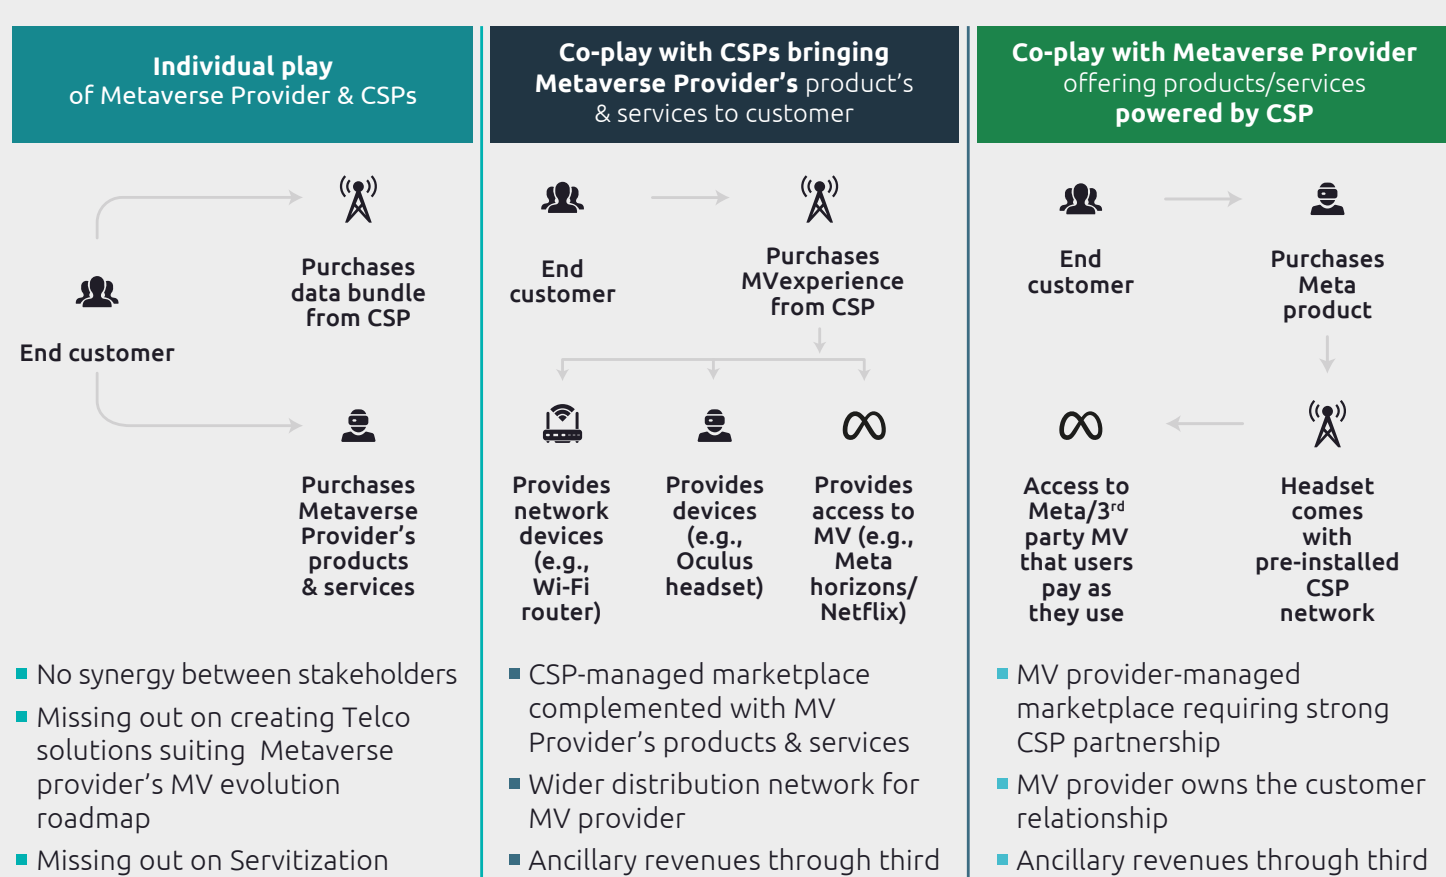 Individual play
of Metaverse Provider & CSPs
Purchases
data bundle
from CSP
End customer
Purchases
Metaverse
Provider's
products
& services
No synergy between stakeholders
Missing out on creating Telco
solutions suiting Metaverse
provider's MV evolution
roadmap
Missing out on Servitization
Co-play with CSPs bringing
Metaverse Provider's product's
& services to customer
End
customer
Purchases
MVexperience
from CSP
Provides
network
devices
(e.g.,
Wi-Fi
router)
Provides
devices
(e.g.,
Oculus
headset)
Provides
access to
MV (e.g.,
Meta
horizons/
Netflix)
CSP-managed marketplace
complemented with MV
Provider's products & services
Wider distribution network for
MV provider
Ancillary revenues through third
Co-play with Metaverse Provider
offering products/services
powered by CSP
End
customer
Purchases
Meta
product
Access to
Meta/3rd
party MV
that users
pay as
they use
Headset
comes
with
pre-installed
CSP
network
MV provider-managed
marketplace requiring strong
CSP partnership
MV provider owns the customer
relationship
Ancillary revenues through third